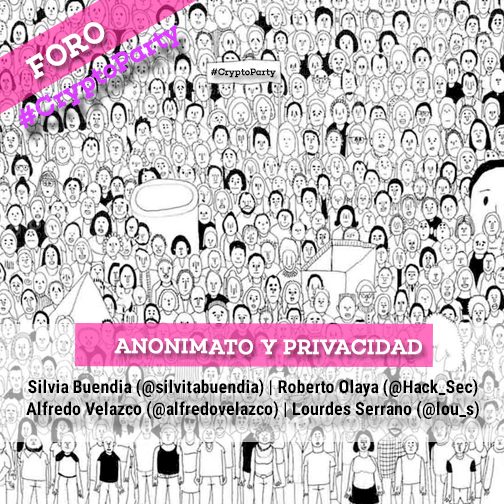 FORO
#CryptoParty
#CryptoParty
ANONIMATO Y PRIVACIDAD
Silvia Buendia (@silvitabuendia) | Roberto Olaya (@Hack_Sec)
Alfredo Velazco (@alfredovelazco) | Lourdes Serrano (@lou_s)